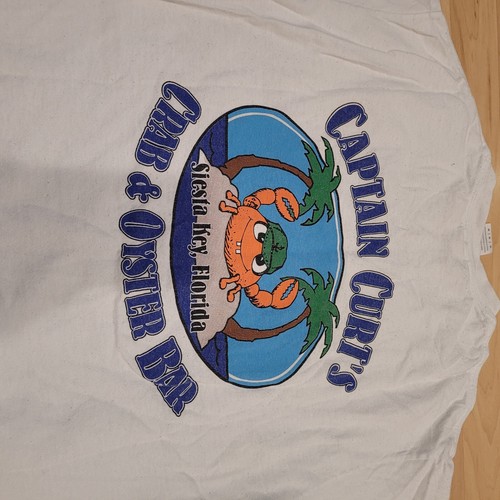 CAPTAIN CURT'S
Siesta Key, Florida
CRAB & OYSTER BAR